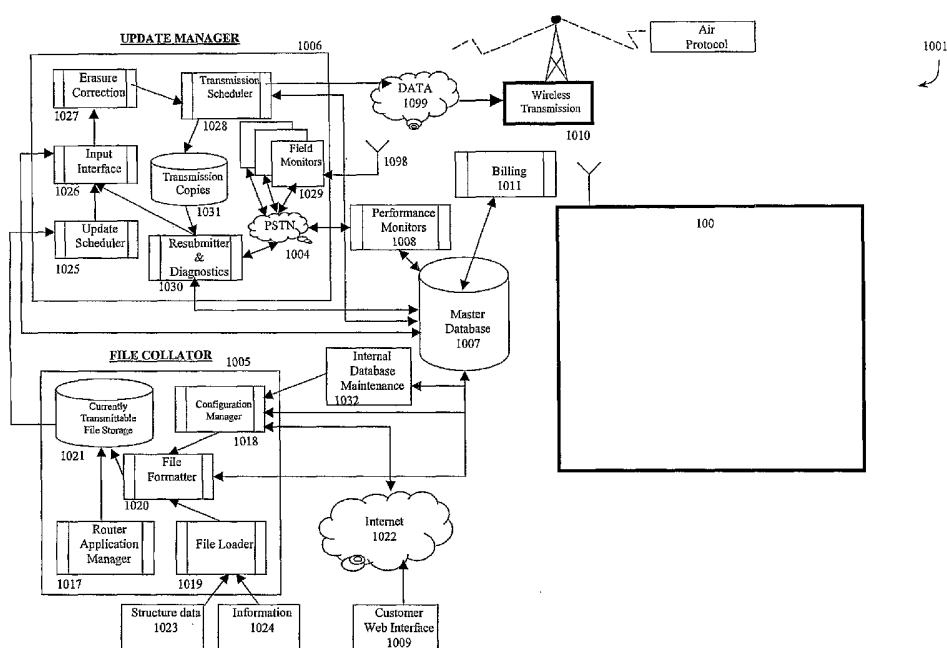 UPDATE MANAGER
1006
Air
Protocol
1001
Erasure
Correction
1027
Transmission
Scheduler
1028
DATA
1099
Wireless
Transmission
1010
Input
Interface
1026
Transmission
Copies
1031
Field
Monitors
1029
1098
Billing
1011
Update
Scheduler
1025
Resubmitter
&
Diagnostics
1030
PSTN
1004
Performance
Monitors
1008
100
Master
Database
1007
FILE COLLATOR
1005
Internal
Database
Maintenance
1032
Currently
Transmittable
File Storage
1021
Configuration
Manager
1018
File
Formatter
1020
Internet
1022
Router
Application
Manager
1017
File Loader
1019
Structure data
1023
Information
1024
Customer
Web Interface
1009